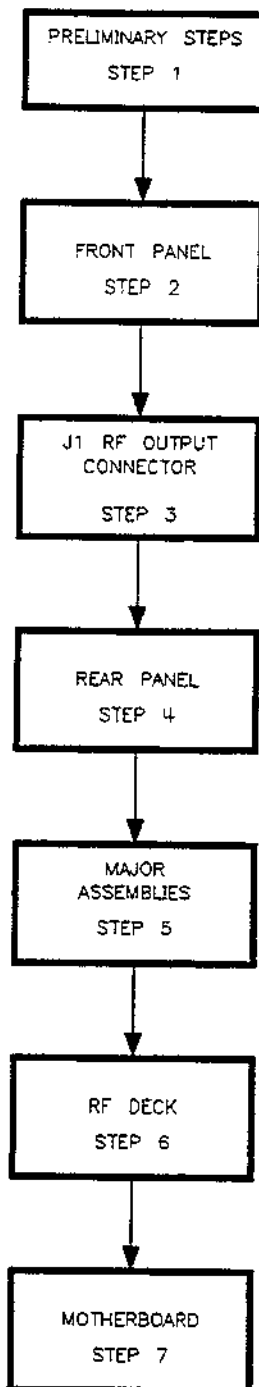 PRELIMINARY STEPS
STEP 1
FRONT PANEL
STEP 2
J1 RF OUTPUT
CONNECTOR
STEP 3
REAR PANEL
STEP 4
MAJOR
ASSEMBLIES
STEP 5
RF DECK
STEP 6
MOTHERBOARD
STEP 7